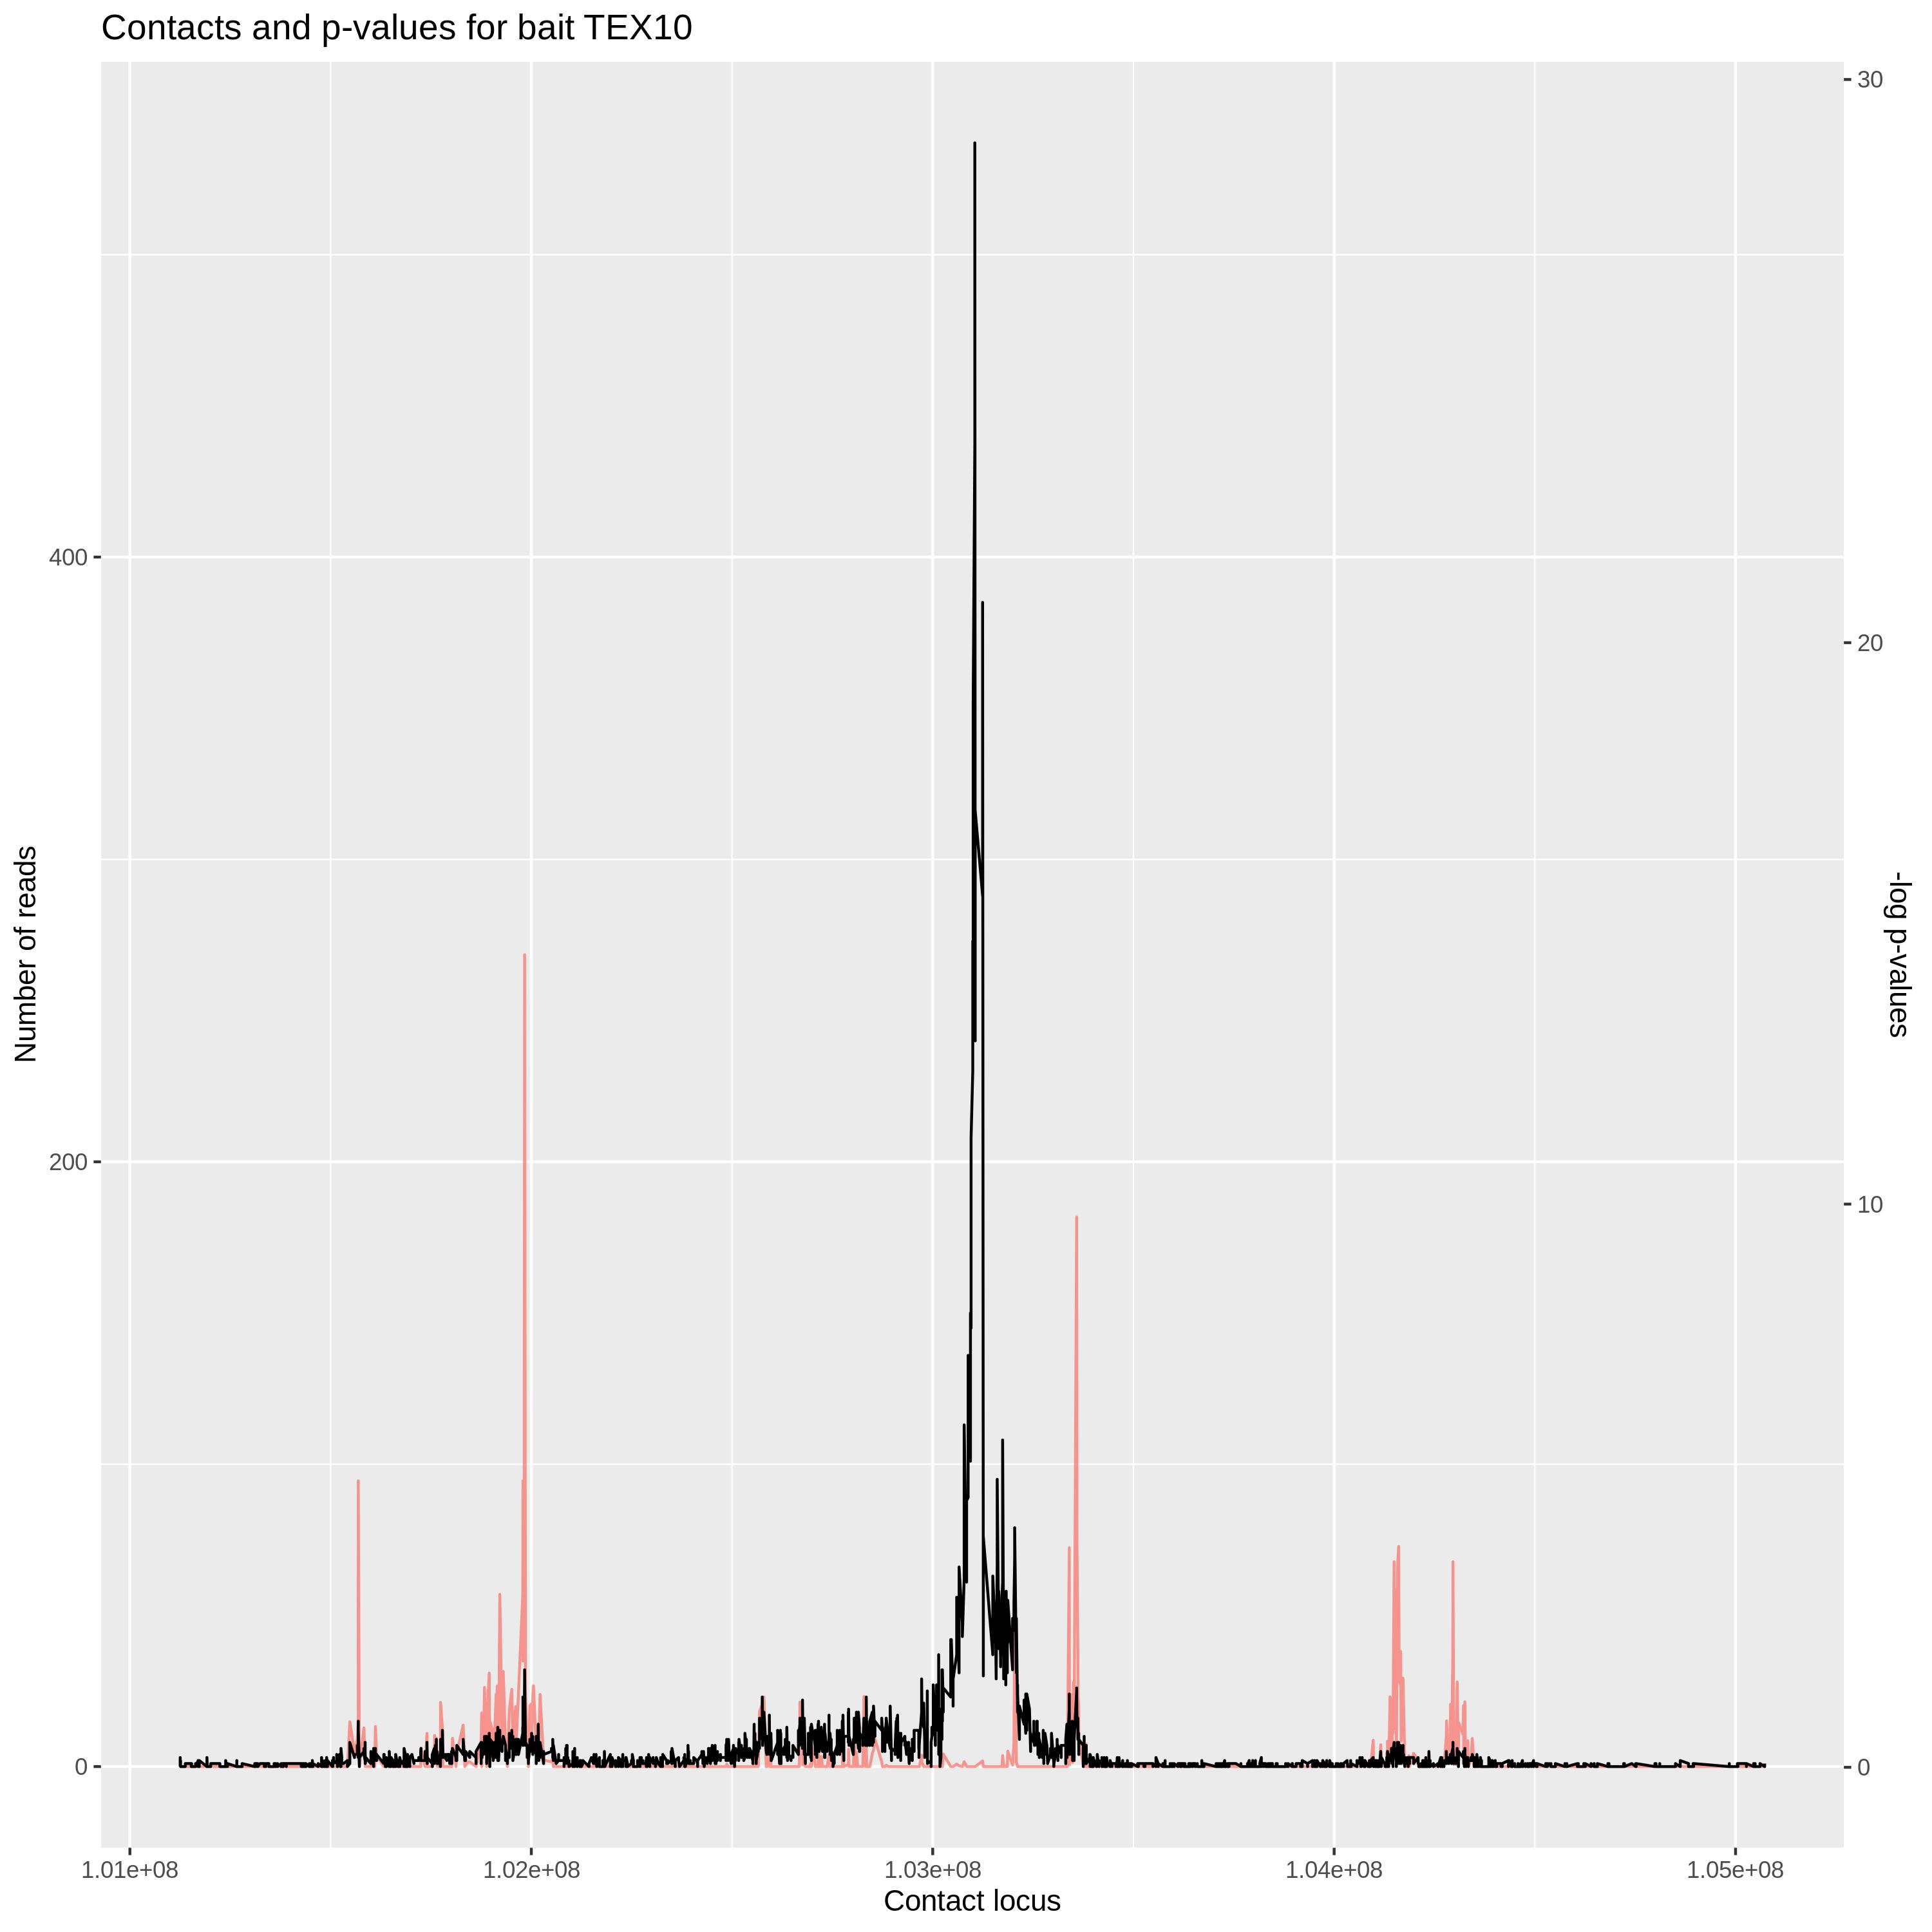 Contacts and p-values for bait TEX10
30
400
20
Number of reads
-log p-values
200
10
0
0
1.01e+08
1.02e+08
1.03e+08
1.04e+08
1.05e+08
Contact locus